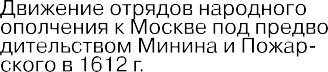 Движение отрядов народного
ополчения к Москве под предво
дительством Минина и Пожар-
ского в 1612 г.